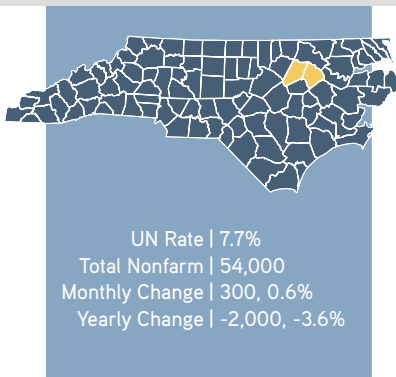 UN Rate | 7.7%
Total Nonfarm | 54,000
Monthly Change | 300, 0.6%
Yearly Change | -2,000, -3.6%